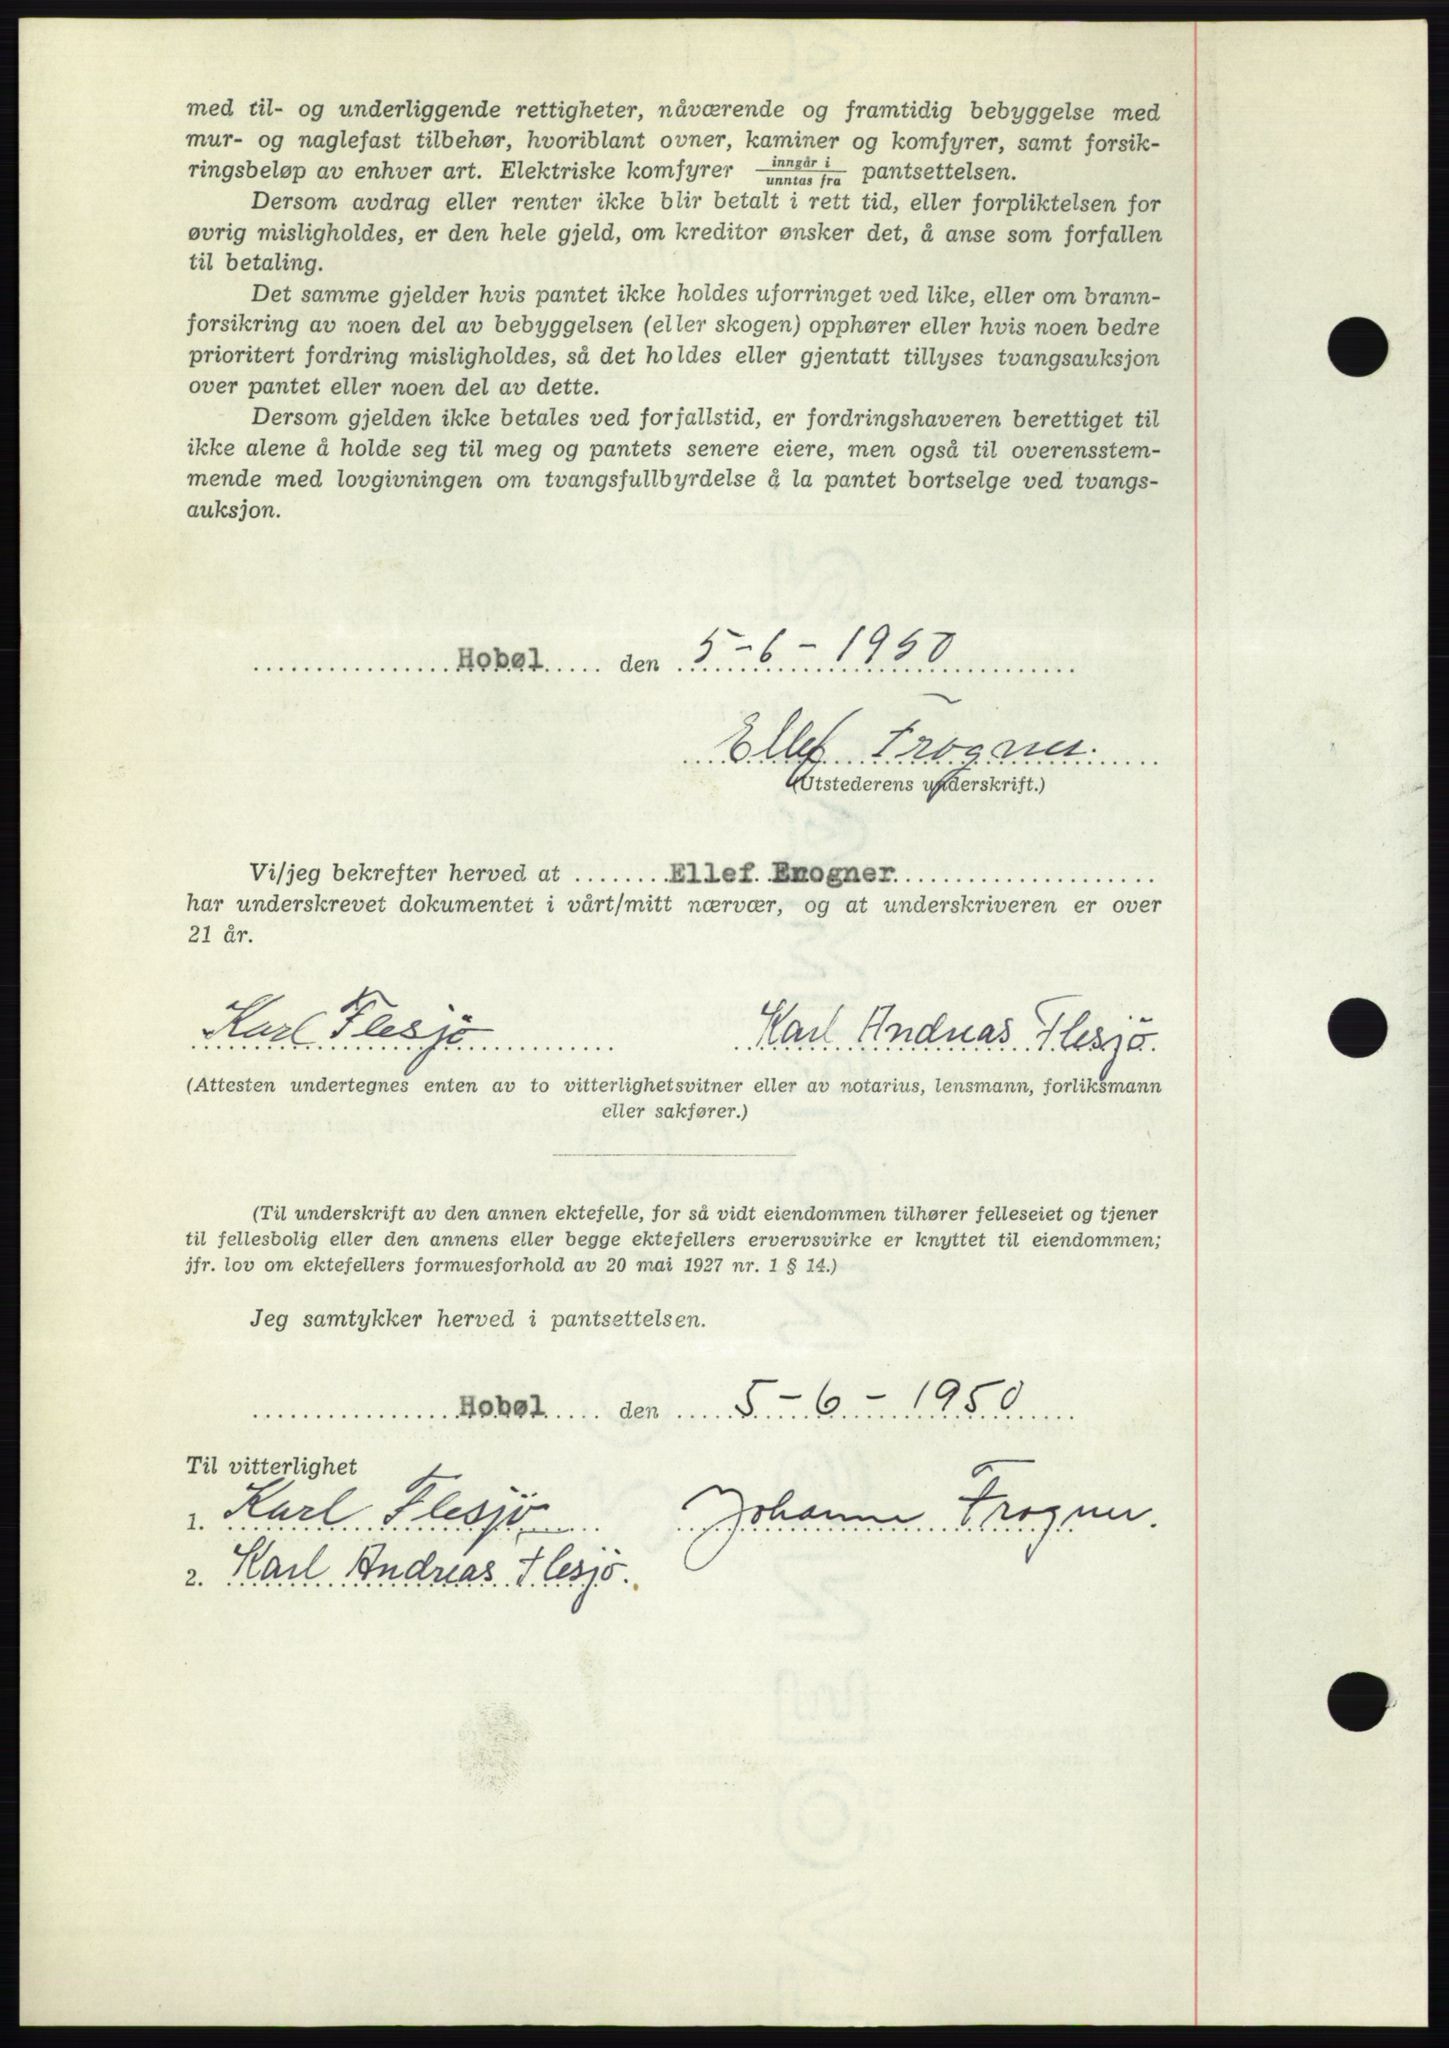 med til- og underliggende rettigheter, nåværende og framtidig bebyggelse med
mur- og naglefast tilbehør, hvoriblant ovner, kaminer og komfyrer, samt forsik-
ringsbeløp av enhver art. Elektriske komfyrer inngår i / unntas fra pantsettelsen.
Dersom avdrag eller renter ikke blir betalt i rett tid, eller forpliktelsen for
øvrig misligholdes, er den hele gjeld, om kreditor ønsker det, å anse som forfallen
til betaling.
Det samme gjelder hvis pantet ikke holdes uforringet ved like, eller om brann-
forsikring av noen del av bebyggelsen (eller skogen) opphører eller hvis noen bedre
prioritert fordring misligholdes, så det holdes eller gjentatt tillyses tvangsauksjon
over pantet eller noen del av dette.
Dersom gjelden ikke betales ved forfallstid, er fordringshaveren berettiget til
ikke alene å holde seg til meg og pantets senere eiere, men også til overensstem-
mende med lovgivningen om tvangsfullbyrdelse å la pantet bortselge ved tvangs-
auksjon.
Hobøl den 5-6-1950
Ellef Frogner.
(Utstederens underskrift.)
Vi/jeg bekrefter herved at Ellef Frogner
har underskrevet dokumentet i vårt/mitt nærvær, og at underskriveren er over
21 år.
Karl Flesjö Karl Andreas Flesjö.
(Attesten undertegnes enten av to vitterlighetsvitner eller av notarius, lensmann, forliksmann
eller sakfører.)
(Til underskrift av den annen ektefelle, for så vidt eiendommen tilhører felleseiet og tjener
til fellesbolig eller den annens eller begge ektefellers ervervsvirke er knyttet til eiendommen;
jfr. lov om ektefellers formuesforhold av 20 mai 1927 nr. 1 § 14.)
Jeg samtykker herved i pantsettelsen.
Hobøl den 5-6-1950
Til vitterlighet
1. Karl Flesjö Johanne Frogner.
2. Karl Andreas Flesjö.